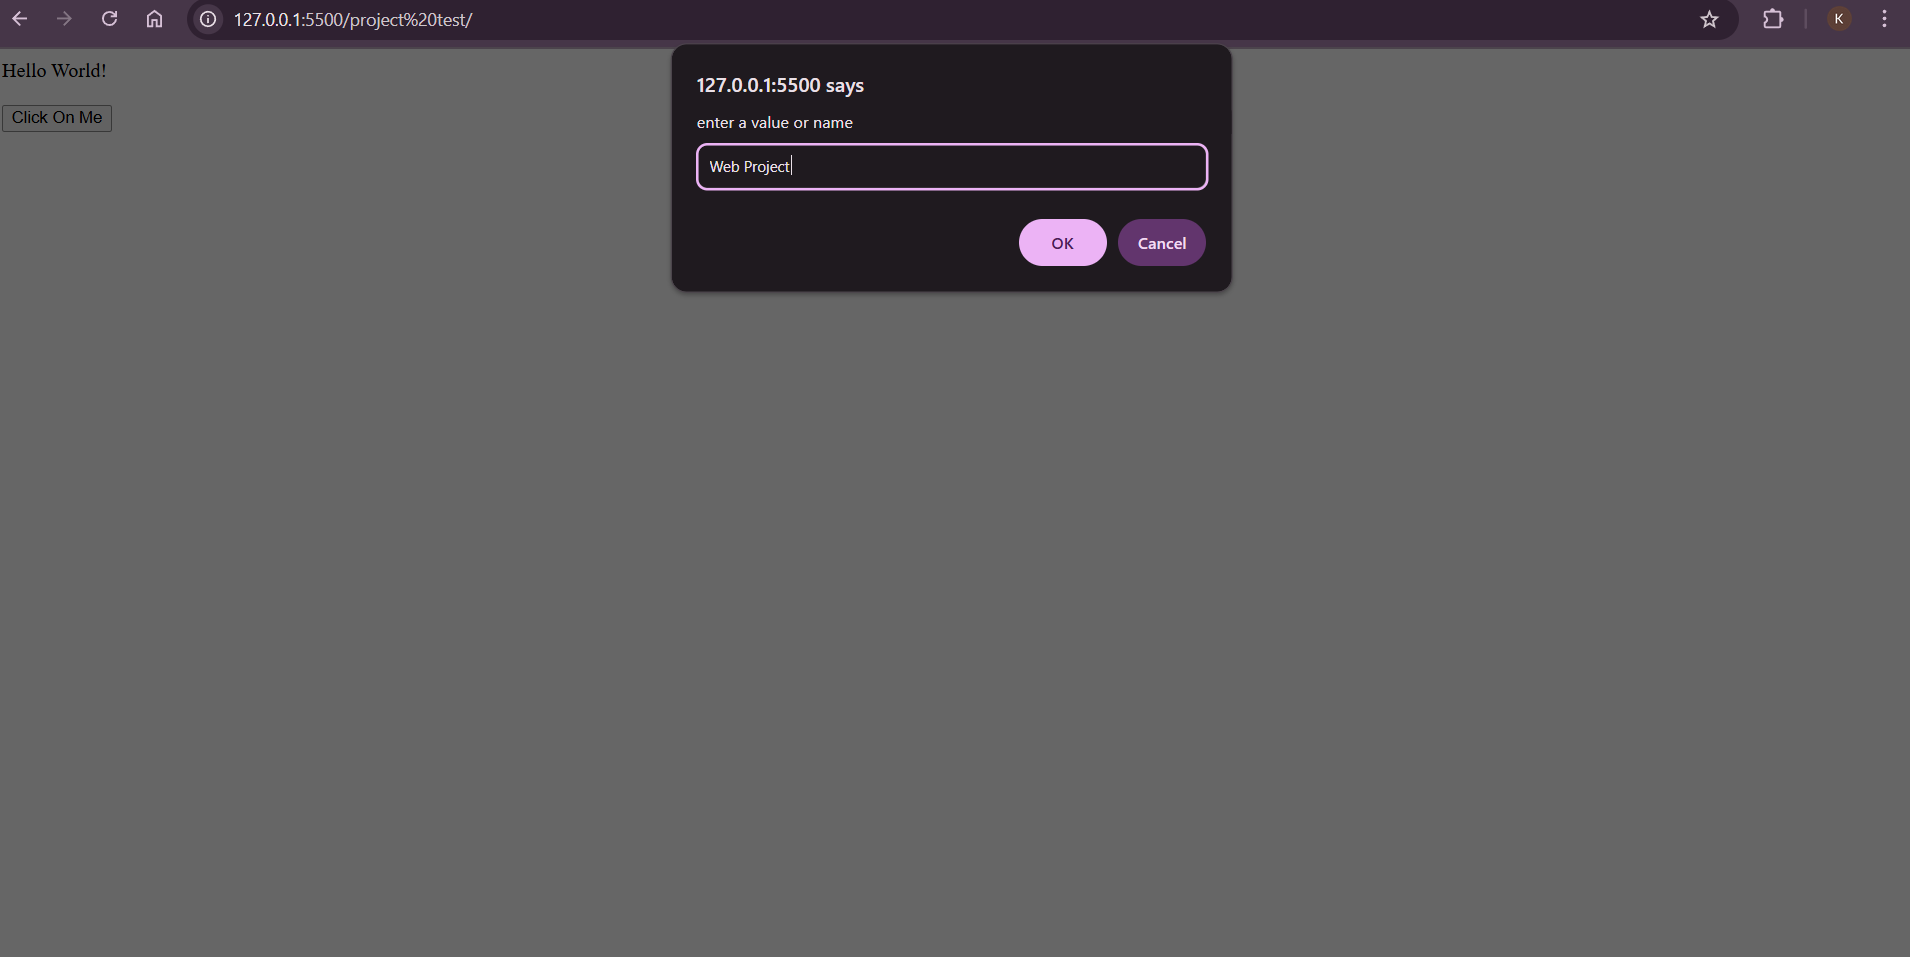 127.0.0.1:5500/project%20test/
K
Hello World!
Click On Me
127.0.0.1:5500 says
enter a value or name
Web Project
OK
Cancel